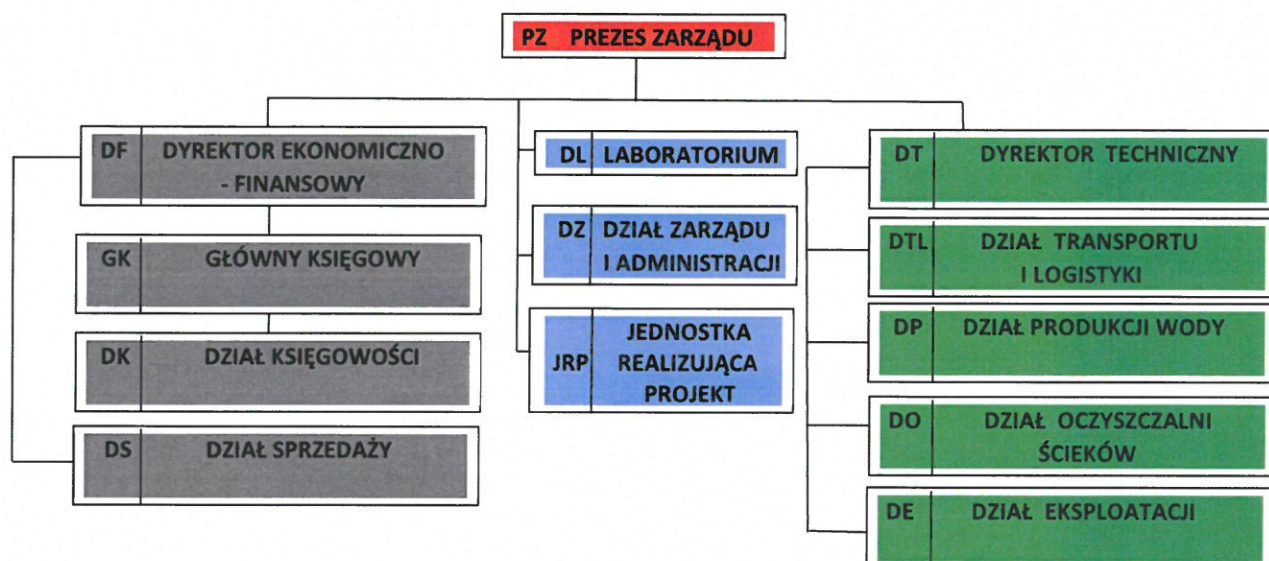 PZ PREZES ZARZĄDU
DF DYREKTOR EKONOMICZNO
- FINANSOWY
GK GŁÓWNY KSIĘGOWY
DK DZIAŁ KSIĘGOWOŚCI
DS DZIAŁ SPRZEDAŻY
DL LABORATORIUM
DZ DZIAŁ ZARZĄDU
I ADMINISTRACJI
JEDNOSTKA
JRP REALIZUJĄCA
PROJEKT
DT DYREKTOR TECHNICZNY
DTL DZIAŁ TRANSPORTU
I LOGISTYKI
DP DZIAŁ PRODUKCJI WODY
DO DZIAŁ OCZYSZCZALNI
ŚCIEKÓW
DE DZIAŁ EKSPLOATACJI